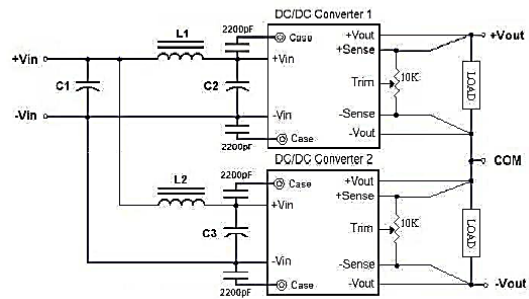 DC/DC Converter 1
2200pF
Case
+Vout
+Vout
L1
+Sense
+Vin
+Vin
C1
C2
Trim
10K
LOAD
-Vin
-Vin
-Sense
2200pF
Case
-Vout
DC/DC Converter 2
COM
2200pF
Case
+Vout
L2
+Vin
+Sense
C3
Trim
10K
LOAD
-Vin
-Sense
2200pF
Case
-Vout
-Vout